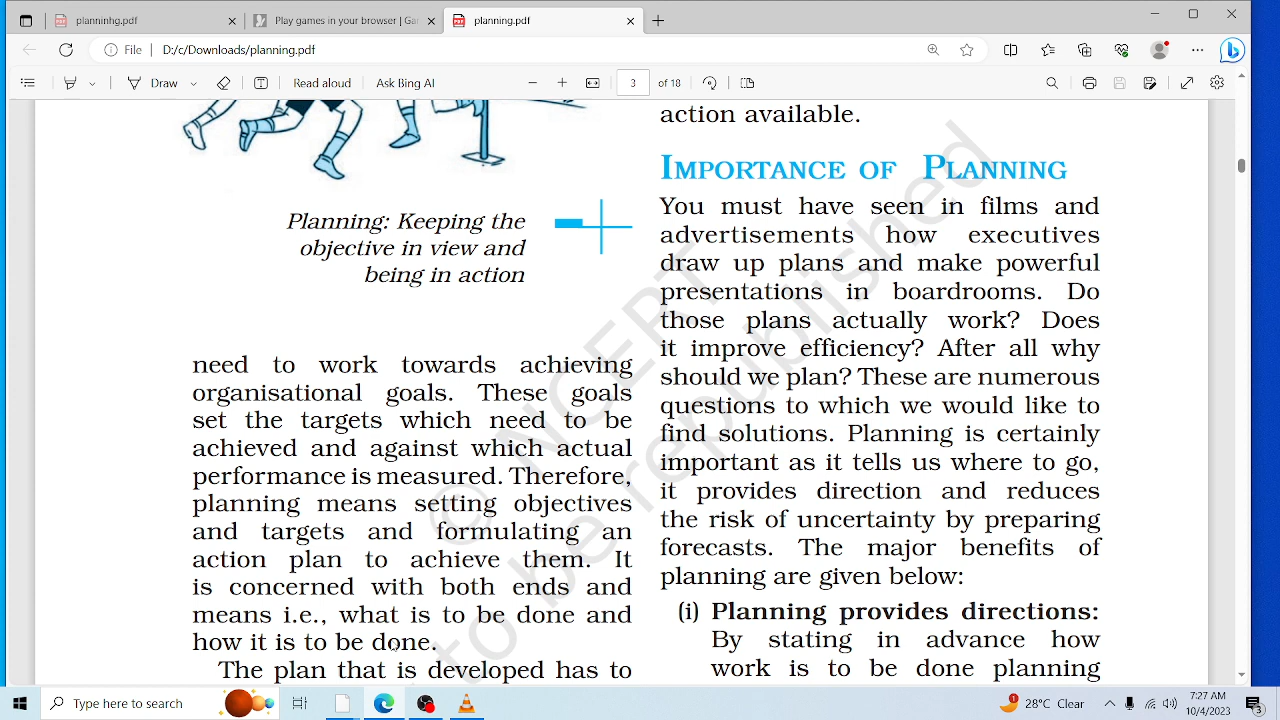 planninhg.pdf
Play games in your browser | Ga
planning.pdf
File
D:/c/Downloads/planning.pdf
Draw
Read aloud
Ask Bing AI
3
of 18
Planning: Keeping the
objective in view and
being in action
need to work towards achieving
organisational goals. These goals
set the targets which need to be
achieved and against which actual
performance is measured. Therefore,
planning means setting objectives
and targets and formulating an
action plan to achieve them. It
is concerned with both ends and
means i.e., what is to be done and
how it is to be done.
The plan that is developed has to
action available.
IMPORTANCE OF PLANNING
You must have seen in films and
advertisements how executives
draw up plans and make powerful
presentations in boardrooms. Do
those plans actually work? Does
it improve efficiency? After all why
should we plan? These are numerous
questions to which we would like to
find solutions. Planning is certainly
important as it tells us where to go,
it provides direction and reduces
the risk of uncertainty by preparing
forecasts. The major benefits of
planning are given below:
(i) Planning provides directions:
By stating in advance how
work is to be done planning
© NCERT
to be republished
Type here to search
1
28°C Clear
7:27 AM
10/4/2023
3